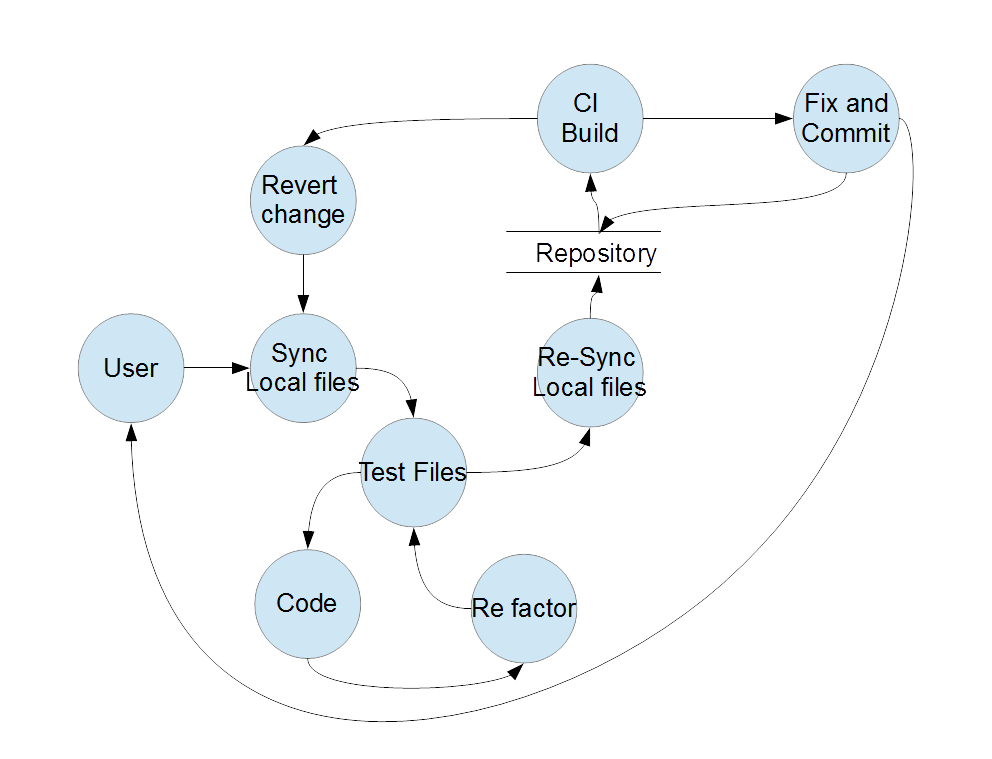 CI
Build
Fix and
Commit
Revert
change
Repository
User
Sync
Local files
Re-Sync
Local files
Test Files
Code
Re factor